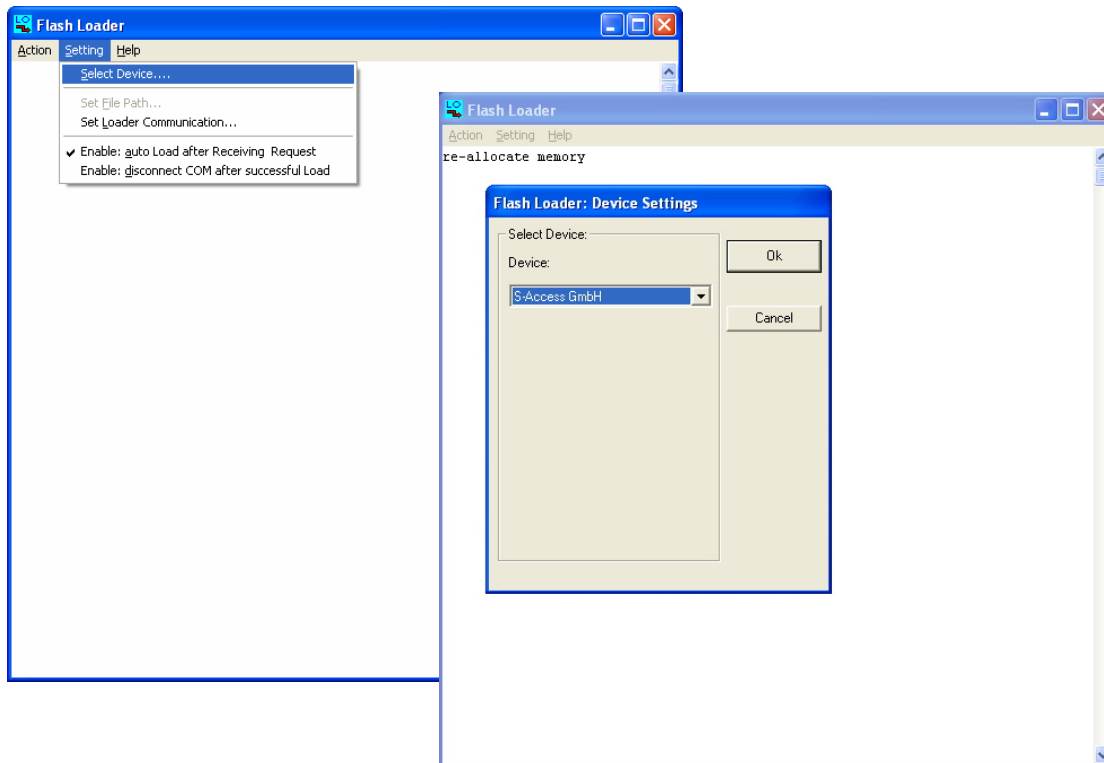 LO Flash Loader
Action Setting Help
Select Device....
Set File Path...
Set Loader Communication...
✔ Enable: auto Load after Receiving Request
Enable: disconnect COM after successful Load
LO Flash Loader
Action Setting Help
re-allocate memory
Flash Loader: Device Settings
Select Device:
Device:
S-Access GmbH
Ok
Cancel